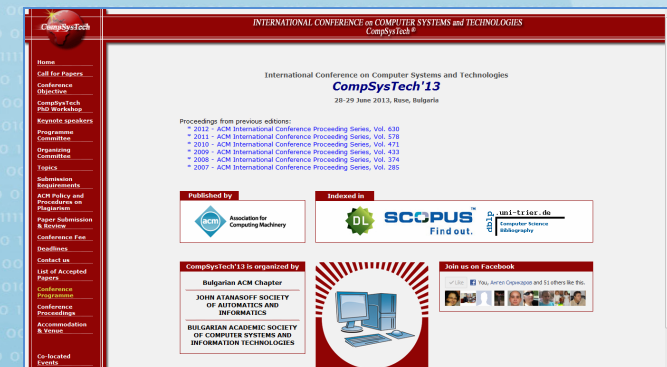 CompSysTech
INTERNATIONAL CONFERENCE on COMPUTER SYSTEMS and TECHNOLOGIES
CompSysTech ®
Home
Call for Papers
Conference
Objective
CompSysTech
PhD Workshop
Keynote speakers
Programme
Committee
Organizing
Committee
Topics
Submission
Requirements
ACM Policy and
Procedures on
Plagiarism
Paper Submission
& Review
Conference Fee
Deadlines
Contact us
List of Accepted
Papers
Conference
Programme
Conference
Proceedings
Accommodation
& Venue
Co-located
Events
International Conference on Computer Systems and Technologies
CompSysTech'13
28-29 June 2013, Ruse, Bulgaria
Proceedings from previous editions:
* 2012 - ACM International Conference Proceeding Series, Vol. 630
* 2011 - ACM International Conference Proceeding Series, Vol. 578
* 2010 - ACM International Conference Proceeding Series, Vol. 471
* 2009 - ACM International Conference Proceeding Series, Vol. 433
* 2008 - ACM International Conference Proceeding Series, Vol. 374
* 2007 - ACM International Conference Proceeding Series, Vol. 285
Published by
acm
Association for
Computing Machinery
Indexed in
DL
SCOPUS™
Find out.
dblp
.uni-trier.de
Computer Science
Bibliography
CompSysTech'13 is organized by
Bulgarian ACM Chapter
JOHN ATANASOFF SOCIETY
OF AUTOMATICS AND
INFORMATICS
BULGARIAN ACADEMIC SOCIETY
OF COMPUTER SYSTEMS AND
INFORMATION TECHNOLOGIES
Join us on Facebook
Like
You, Ангел Смрикаров and 51 others like this.